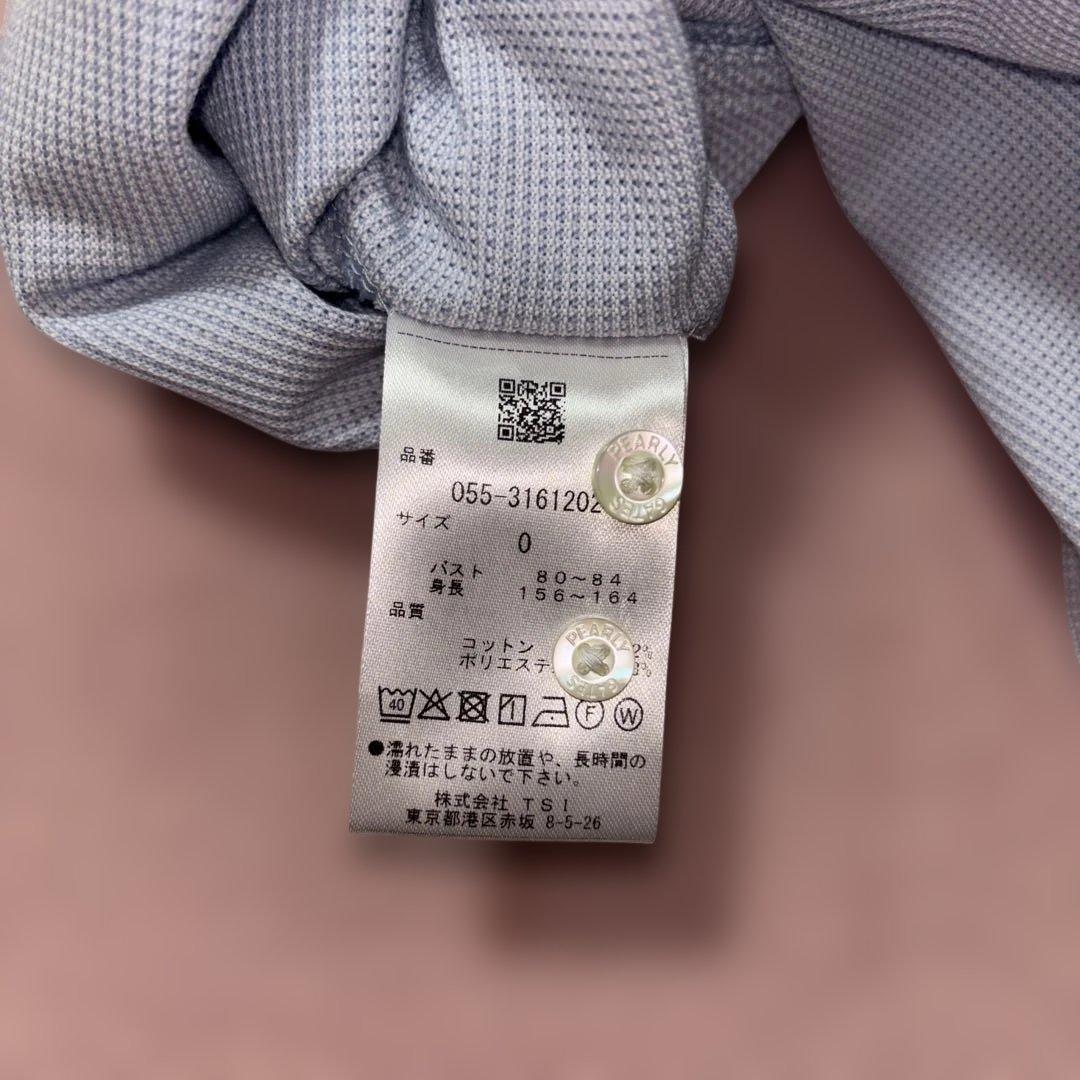 品番
055-3161202
PEARLY
GATES
サイズ
0
バスト 80〜84
身長 156〜164
品質
コットン 2%
ポリエステ %
PEARLY
GATES
40
F W
●濡れたままの放置や、長時間の
浸漬はしないで下さい。
株式会社 TSI
東京都港区赤坂 8-5-26